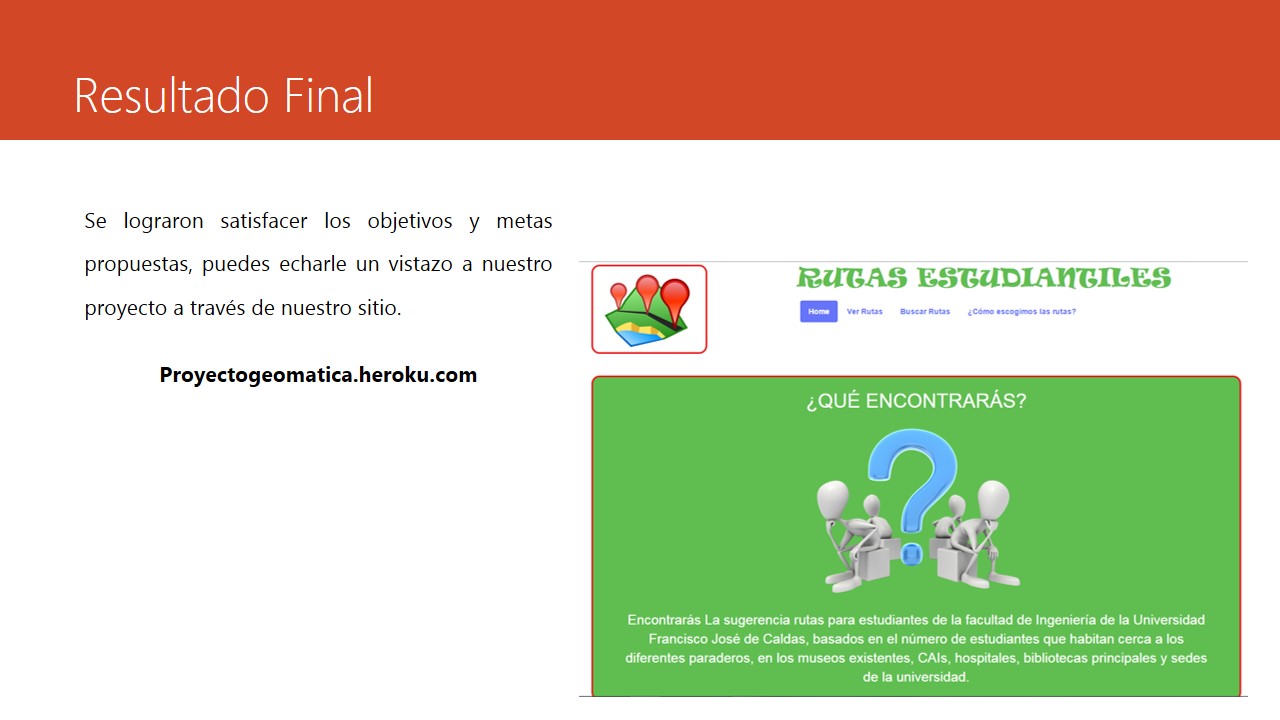 Resultado Final
Se lograron satisfacer los objetivos y metas
propuestas, puedes echarle un vistazo a nuestro
proyecto a través de nuestro sitio.
Proyectogeomatica.heroku.com
RUTAS ESTUDIANTILES
Home Ver Rutas Buscar Rutas ¿Cómo escogimos las rutas?
¿QUÉ ENCONTRARÁS?
Encontrarás La sugerencia rutas para estudiantes de la facultad de Ingeniería de la Universidad
Francisco José de Caldas, basados en el número de estudiantes que habitan cerca a los
diferentes paraderos, en los museos existentes, CAIs, hospitales, bibliotecas principales y sedes
de la universidad.